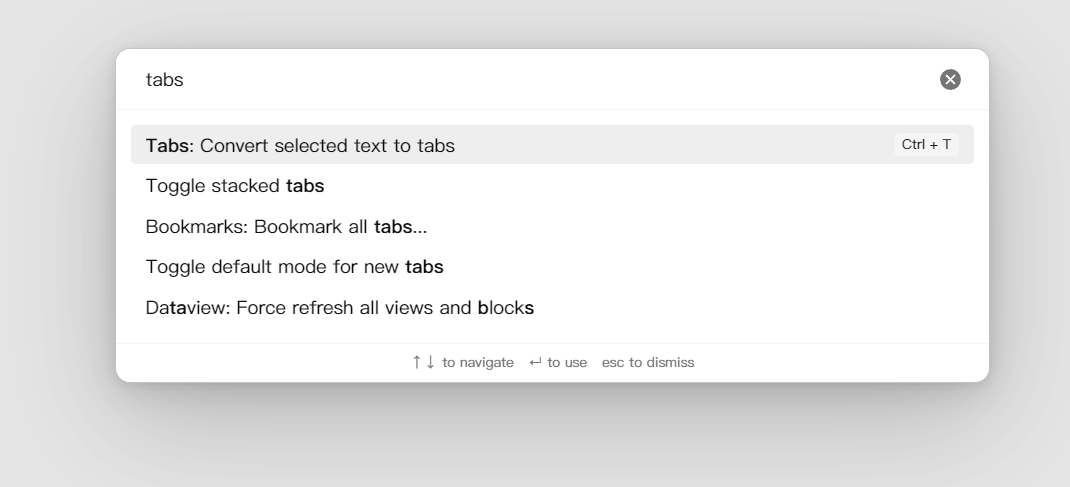 tabs
Tabs: Convert selected text to tabs Ctrl + T
Toggle stacked tabs
Bookmarks: Bookmark all tabs...
Toggle default mode for new tabs
Dataview: Force refresh all views and blocks
↑↓ to navigate ↵ to use esc to dismiss